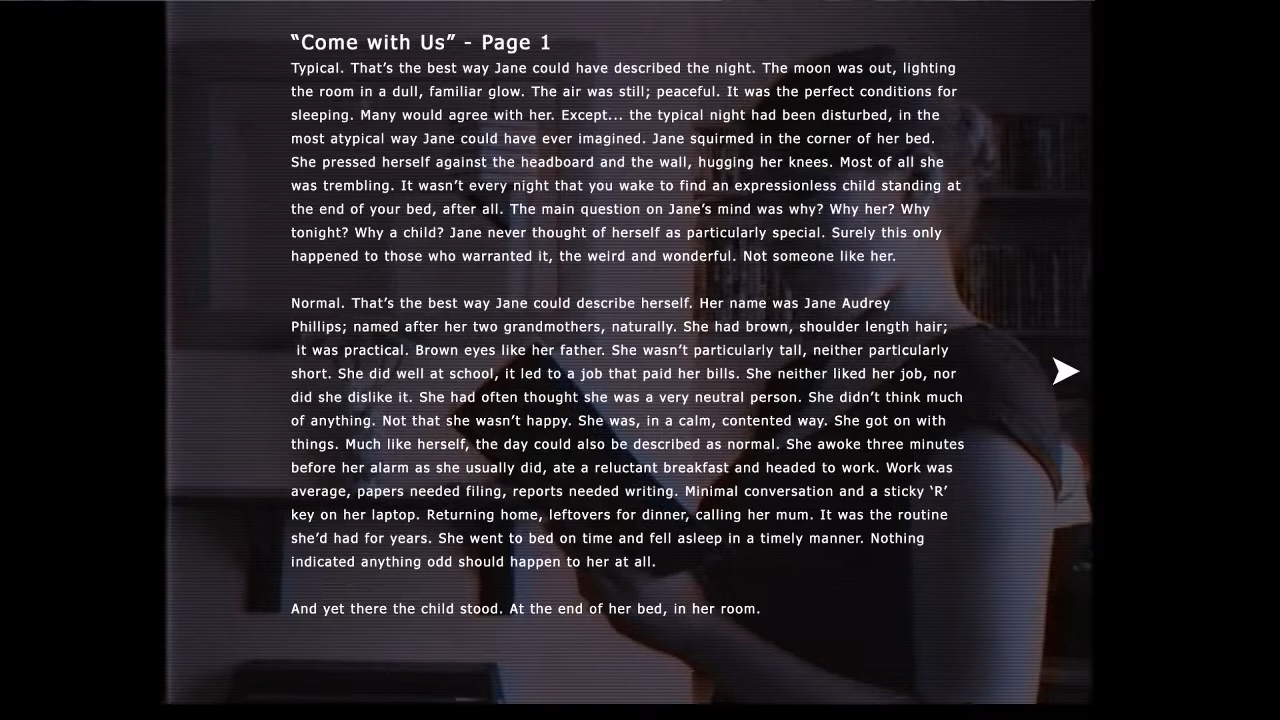 “Come with Us” - Page 1
Typical. That’s the best way Jane could have described the night. The moon was out, lighting
the room in a dull, familiar glow. The air was still; peaceful. It was the perfect conditions for
sleeping. Many would agree with her. Except... the typical night had been disturbed, in the
most atypical way Jane could have ever imagined. Jane squirmed in the corner of her bed.
She pressed herself against the headboard and the wall, hugging her knees. Most of all she
was trembling. It wasn’t every night that you wake to find an expressionless child standing at
the end of your bed, after all. The main question on Jane’s mind was why? Why her? Why
tonight? Why a child? Jane never thought of herself as particularly special. Surely this only
happened to those who warranted it, the weird and wonderful. Not someone like her.
Normal. That’s the best way Jane could describe herself. Her name was Jane Audrey
Phillips; named after her two grandmothers, naturally. She had brown, shoulder length hair;
it was practical. Brown eyes like her father. She wasn’t particularly tall, neither particularly
short. She did well at school, it led to a job that paid her bills. She neither liked her job, nor
did she dislike it. She had often thought she was a very neutral person. She didn’t think much
of anything. Not that she wasn’t happy. She was, in a calm, contented way. She got on with
things. Much like herself, the day could also be described as normal. She awoke three minutes
before her alarm as she usually did, ate a reluctant breakfast and headed to work. Work was
average, papers needed filing, reports needed writing. Minimal conversation and a sticky ‘R’
key on her laptop. Returning home, leftovers for dinner, calling her mum. It was the routine
she’d had for years. She went to bed on time and fell asleep in a timely manner. Nothing
indicated anything odd should happen to her at all.
And yet there the child stood. At the end of her bed, in her room.